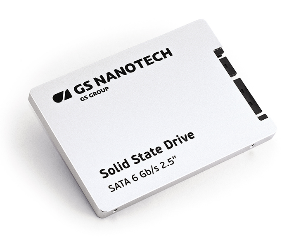 GS NANOTECH
GS GROUP
Solid State Drive
SATA 6 Gb/s 2.5"